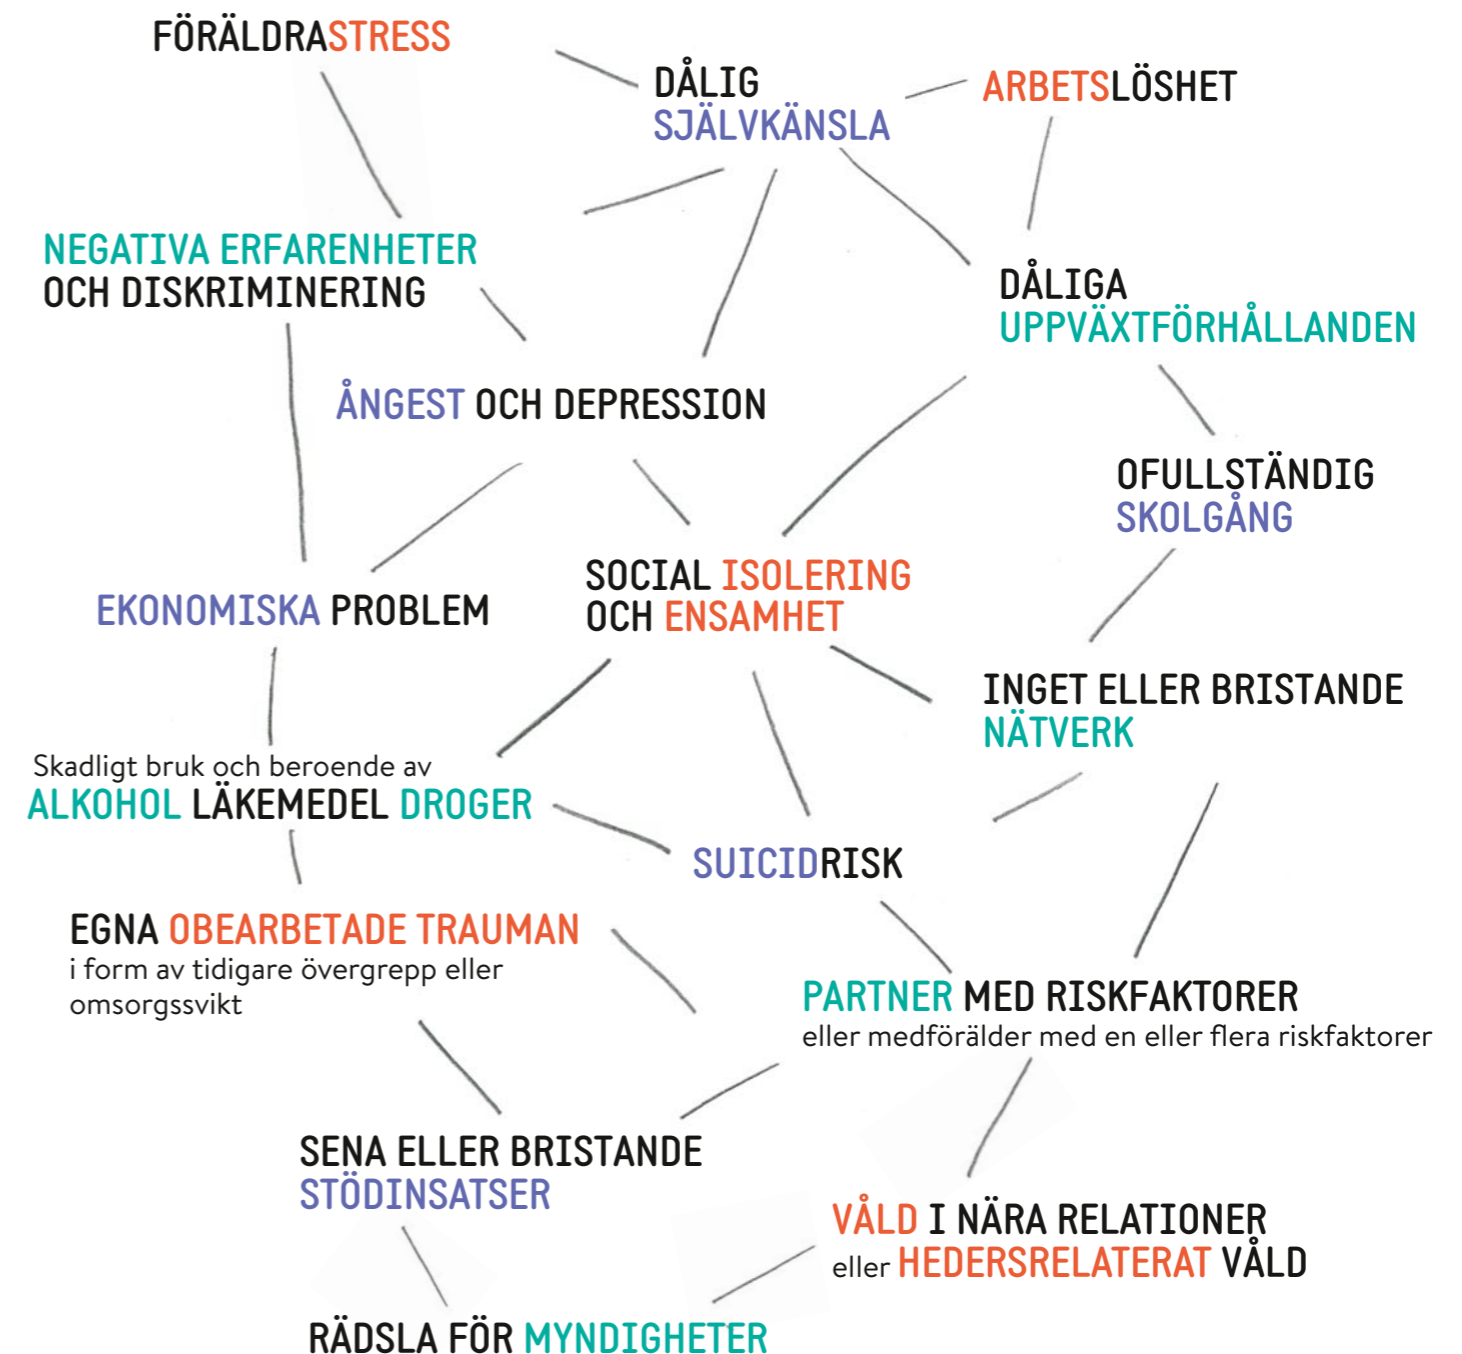 FÖRÄLDRASTRESS
DÅLIG
SJÄLVKÄNSLA
ARBETSLÖSHET
NEGATIVA ERFARENHETER
OCH DISKRIMINERING
DÅLIGA
UPPVÄXTFÖRHÅLLANDEN
ÅNGEST OCH DEPRESSION
OFULLSTÄNDIG
SKOLGÅNG
SOCIAL ISOLERING
OCH ENSAMHET
EKONOMISKA PROBLEM
INGET ELLER BRISTANDE
NÄTVERK
Skadligt bruk och beroende av
ALKOHOL LÄKEMEDEL DROGER
SUICIDRISK
EGNA OBEARBETADE TRAUMAN
i form av tidigare övergrepp eller
omsorgssvikt
PARTNER MED RISKFAKTORER
eller medförälder med en eller flera riskfaktorer
SENA ELLER BRISTANDE
STÖDINSATSER
VÅLD I NÄRA RELATIONER
eller HEDERSRELATERAT VÅLD
RÄDSLA FÖR MYNDIGHETER